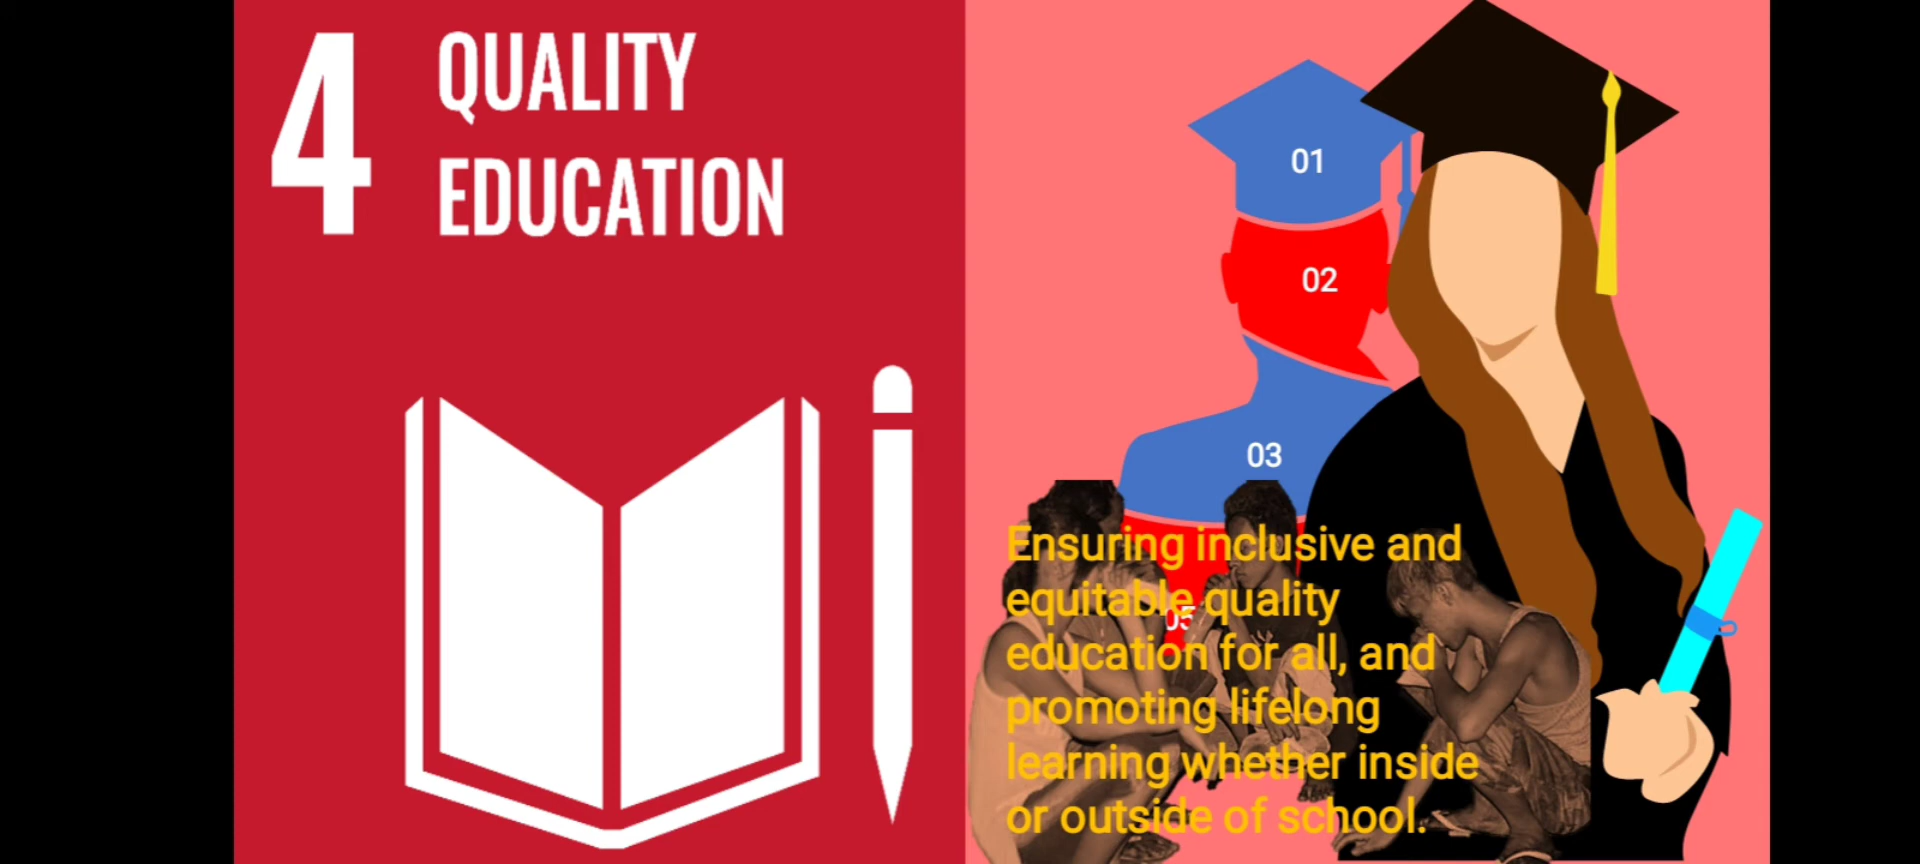 4
QUALITY
EDUCATION
01
02
03
05
Ensuring inclusive and
equitable quality
education for all, and
promoting lifelong
learning whether inside
or outside of school.